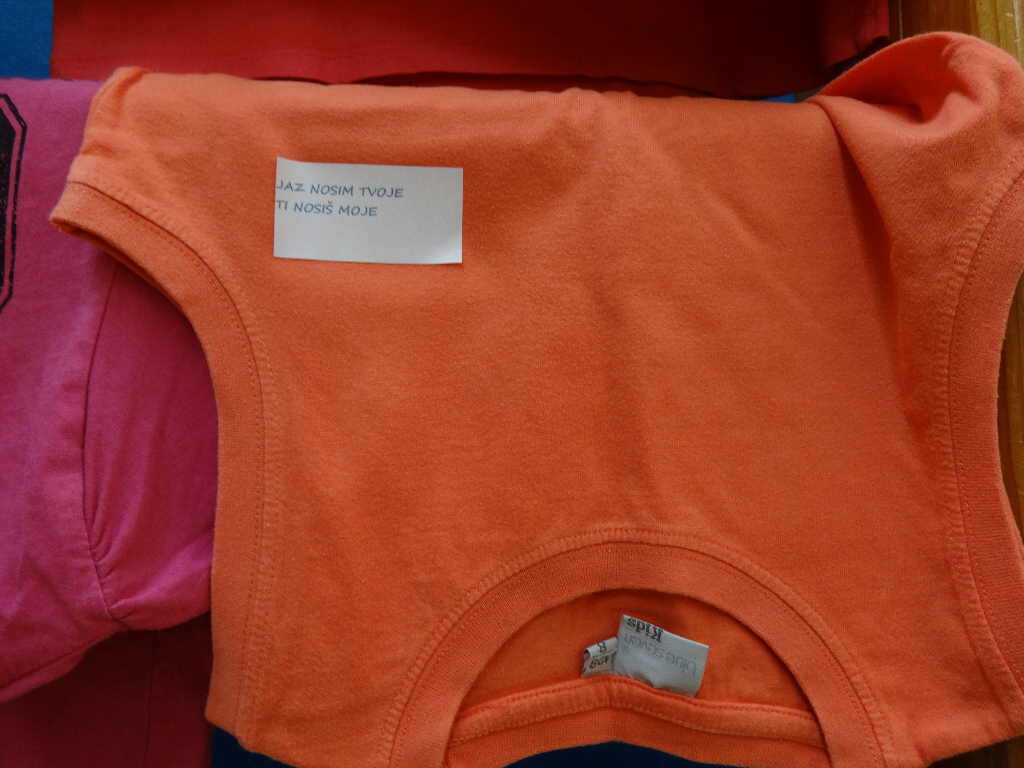 JAZ NOSIM TVOJE
TI NOSIŠ MOJE
blue seven
Kids